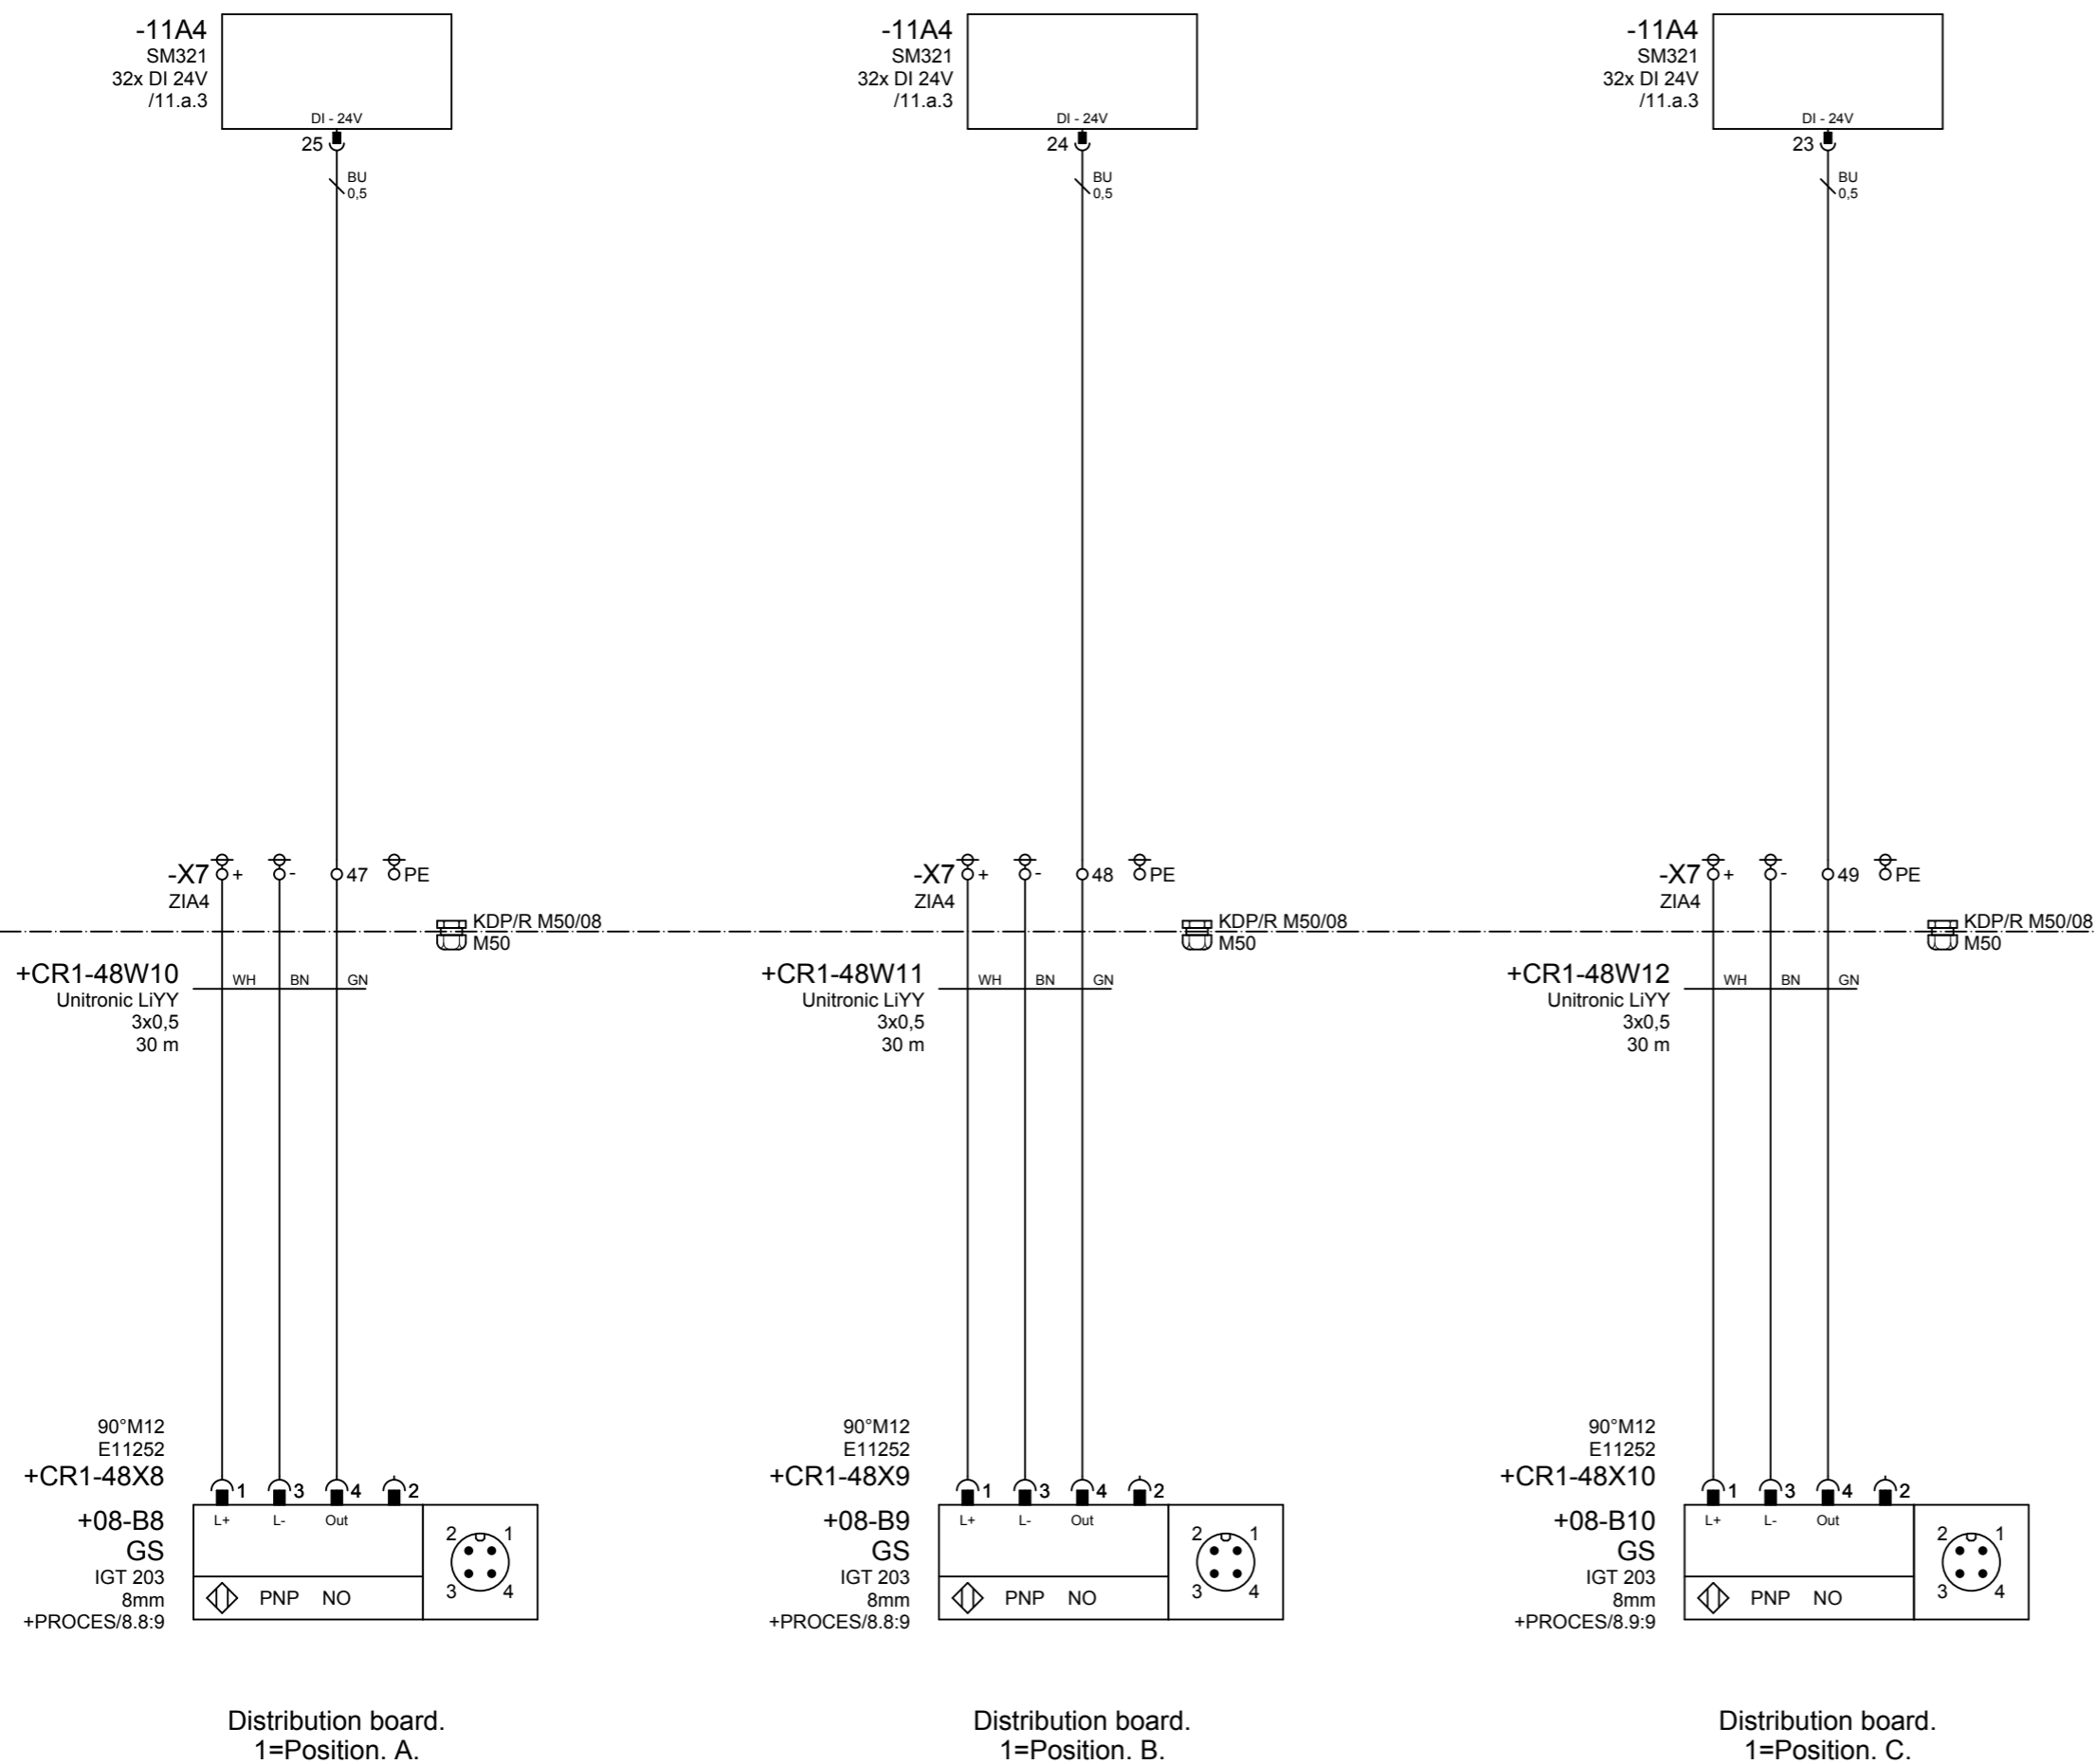 -11A4
SM321
32x DI 24V
/11.a.3
DI - 24V
25
BU
0,5
-X7
ZIA4
+
-
47
PE
KDP/R M50/08
M50
+CR1-48W10
Unitronic LiYY
3x0,5
30 m
WH BN GN
90°M12
E11252
+CR1-48X8
1 3 4 2
+08-B8
GS
IGT 203
8mm
+PROCES/8.8:9
L+ L- Out
PNP NO
2 1
3 4
Distribution board.
1=Position. A.
-11A4
SM321
32x DI 24V
/11.a.3
DI - 24V
24
BU
0,5
-X7
ZIA4
+
-
48
PE
KDP/R M50/08
M50
+CR1-48W11
Unitronic LiYY
3x0,5
30 m
WH BN GN
90°M12
E11252
+CR1-48X9
1 3 4 2
+08-B9
GS
IGT 203
8mm
+PROCES/8.8:9
L+ L- Out
PNP NO
2 1
3 4
Distribution board.
1=Position. B.
-11A4
SM321
32x DI 24V
/11.a.3
DI - 24V
23
BU
0,5
-X7
ZIA4
+
-
49
PE
KDP/R M50/08
M50
+CR1-48W12
Unitronic LiYY
3x0,5
30 m
WH BN GN
90°M12
E11252
+CR1-48X10
1 3 4 2
+08-B10
GS
IGT 203
8mm
+PROCES/8.9:9
L+ L- Out
PNP NO
2 1
3 4
Distribution board.
1=Position. C.